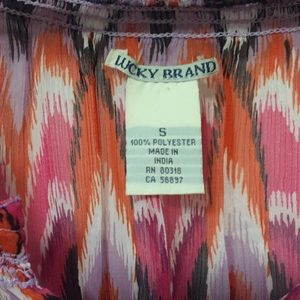 LUCKY BRAND
S
100% POLYESTER
MADE IN
INDIA
RN 80318
CA 56897